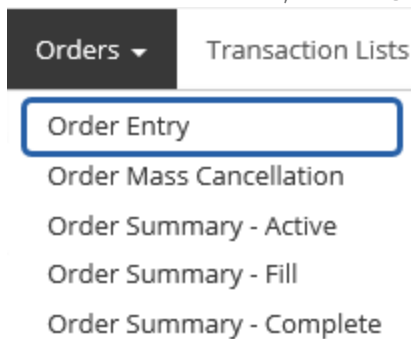 Orders Transaction Lists
Order Entry
Order Mass Cancellation
Order Summary - Active
Order Summary - Fill
Order Summary - Complete